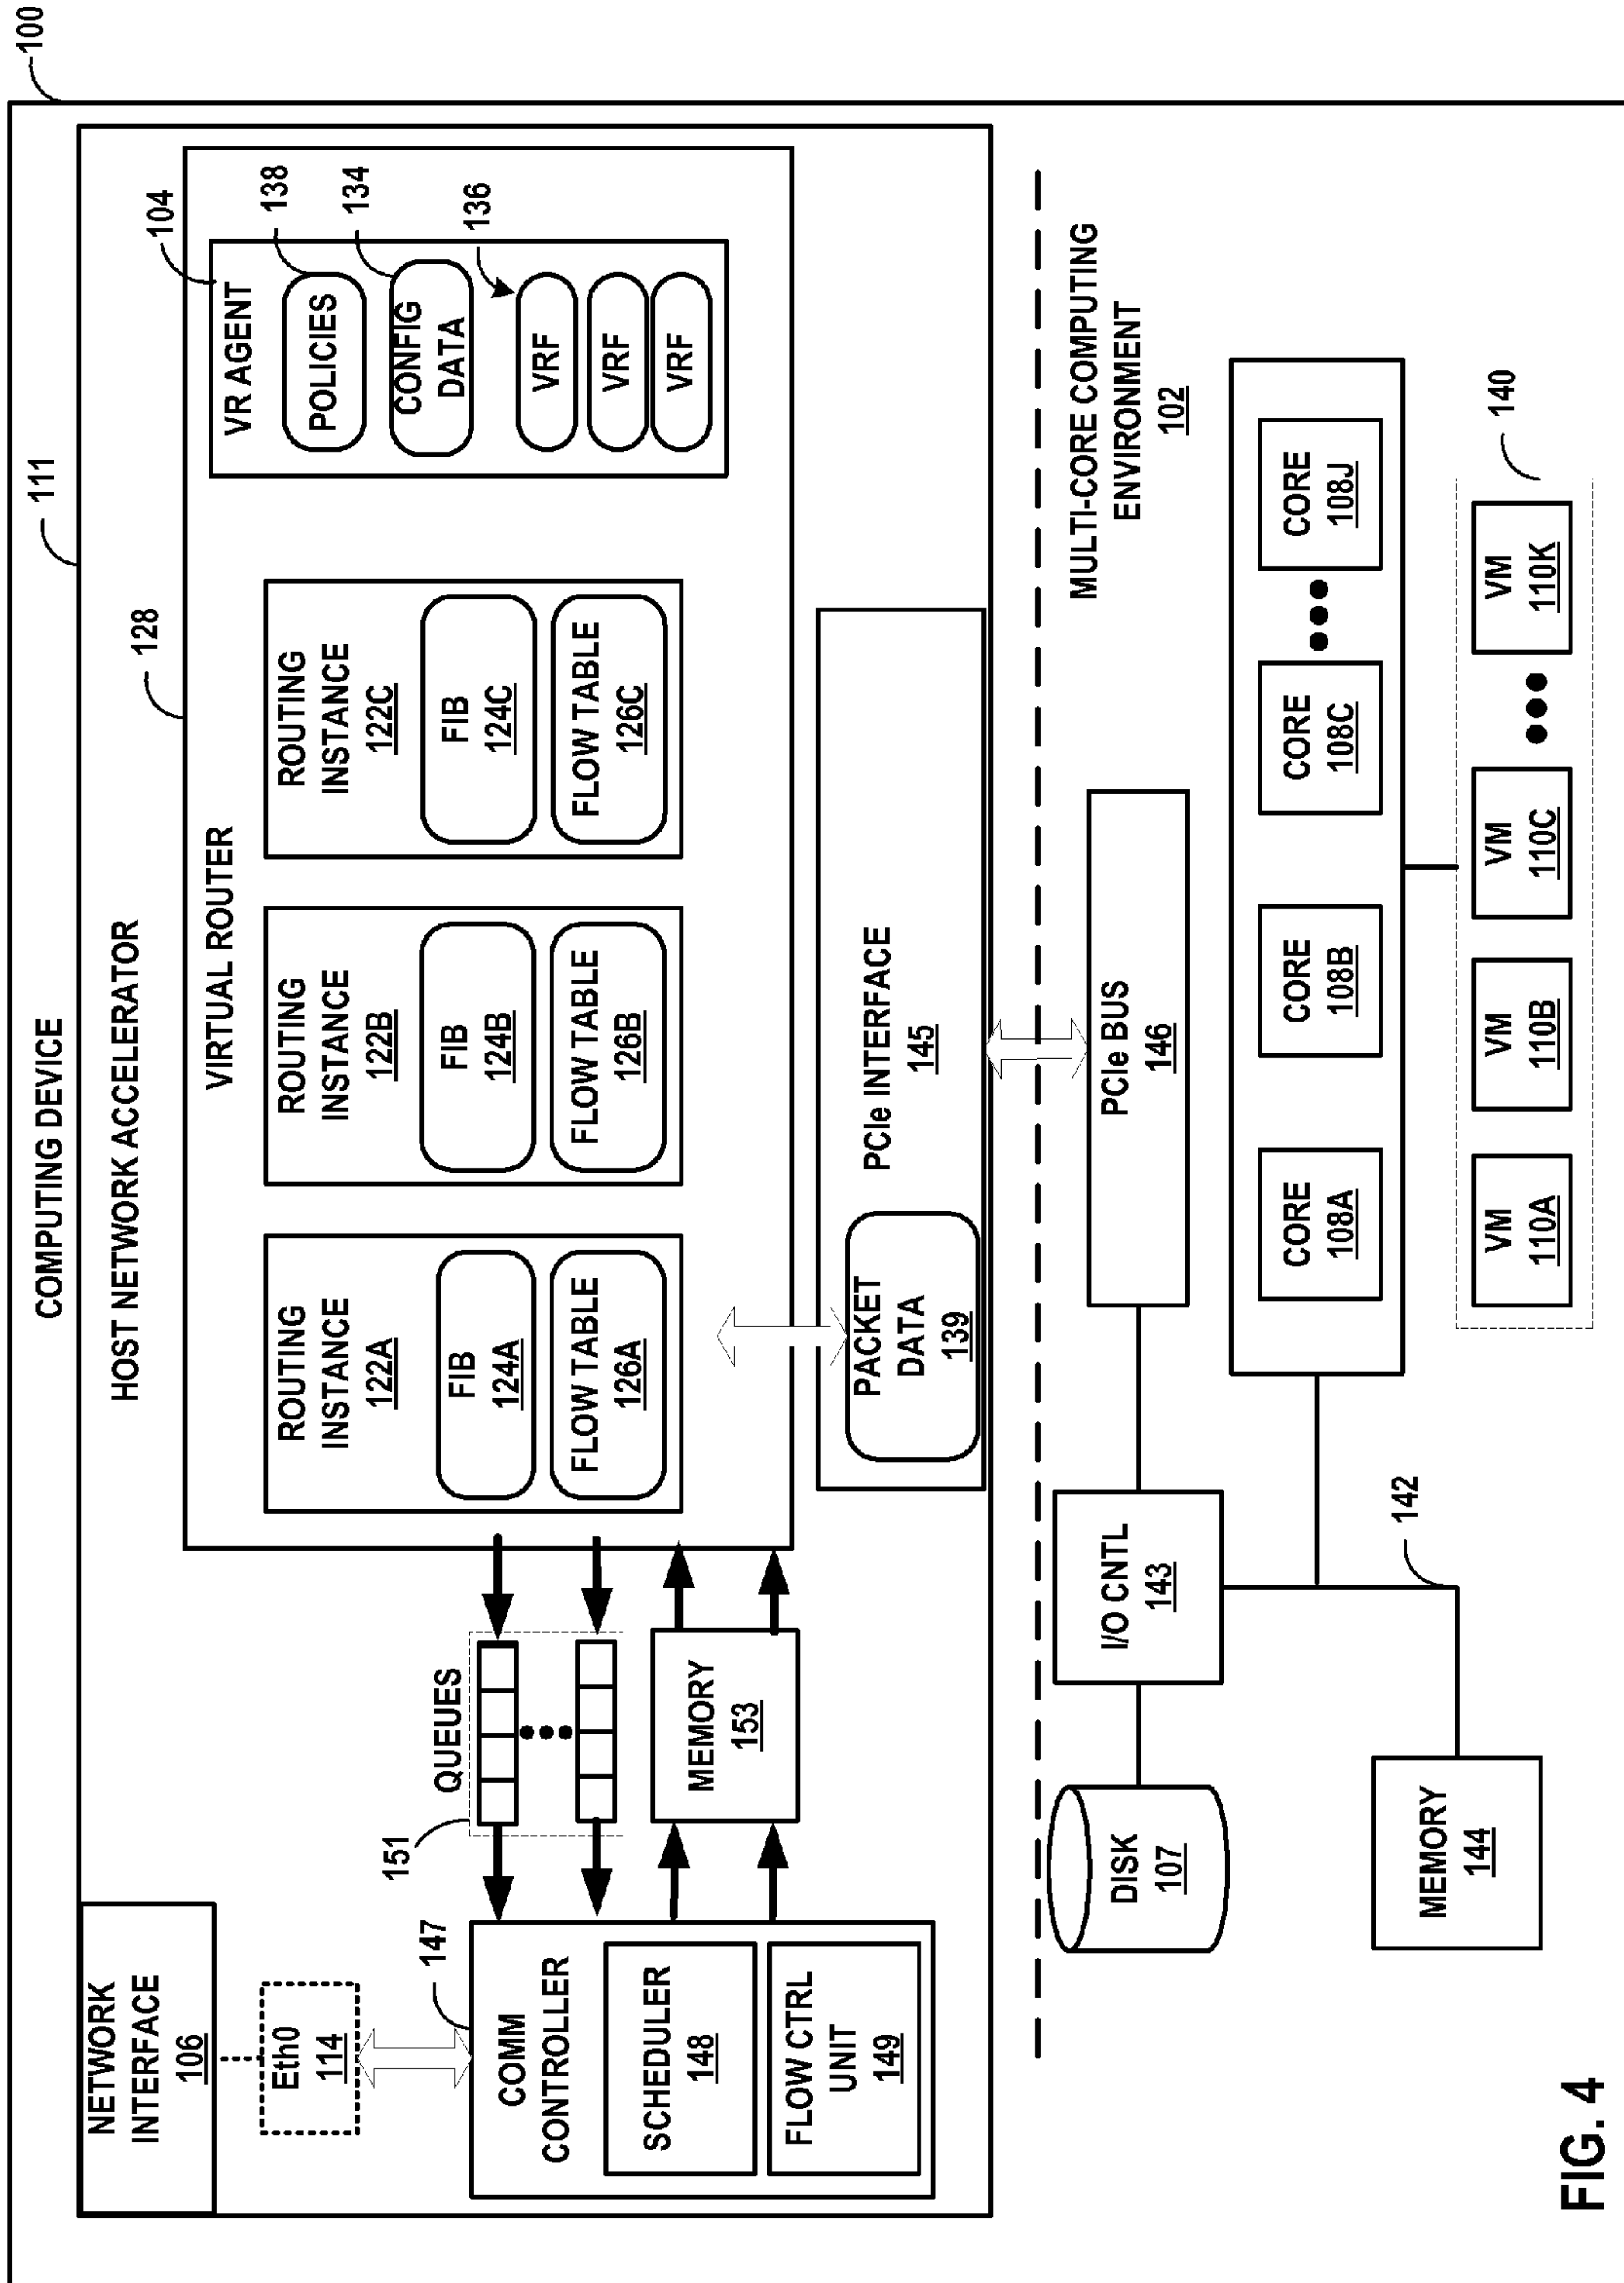 100
COMPUTING DEVICE
111
HOST NETWORK ACCELERATOR
NETWORK
INTERFACE
106
Eth0
114
128
VIRTUAL ROUTER
104
VR AGENT
138
POLICIES
134
CONFIG
DATA
136
VRF
VRF
VRF
ROUTING
INSTANCE
122A
FIB
124A
FLOW TABLE
126A
ROUTING
INSTANCE
122B
FIB
124B
FLOW TABLE
126B
ROUTING
INSTANCE
122C
FIB
124C
FLOW TABLE
126C
147
COMM
CONTROLLER
SCHEDULER
148
FLOW CTRL
UNIT
149
151
QUEUES
MEMORY
153
PACKET
DATA
139
PCIe INTERFACE
145
MULTI-CORE COMPUTING
ENVIRONMENT
102
DISK
107
I/O CNTL
143
PCIe BUS
146
CORE
108A
CORE
108B
CORE
108C
CORE
108J
142
MEMORY
144
140
VM
110A
VM
110B
VM
110C
VM
110K
FIG. 4